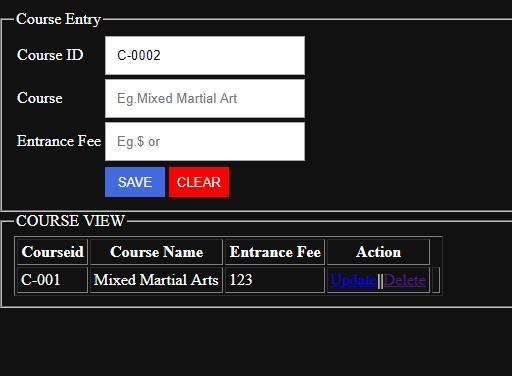 Course Entry
Course ID C-0002
Course Eg.Mixed Martial Art
Entrance Fee Eg.$ or
SAVE CLEAR
COURSE VIEW
Courseid Course Name Entrance Fee Action
C-001 Mixed Martial Arts 123 Update||Delete